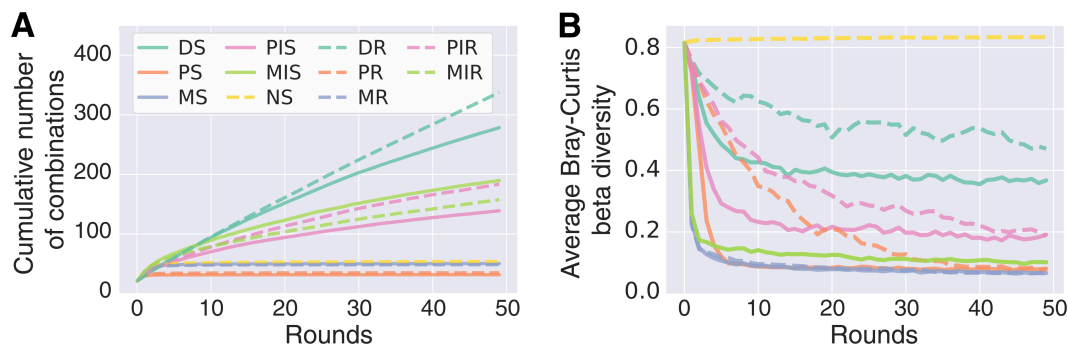 A
Cumulative number
of combinations
400
300
200
100
0
DS PIS DR PIR
PS MIS PR MIR
MS NS MR
0 10 20 30 40 50
Rounds
B
Average Bray-Curtis
beta diversity
0.8
0.6
0.4
0.2
0.0
0 10 20 30 40 50
Rounds